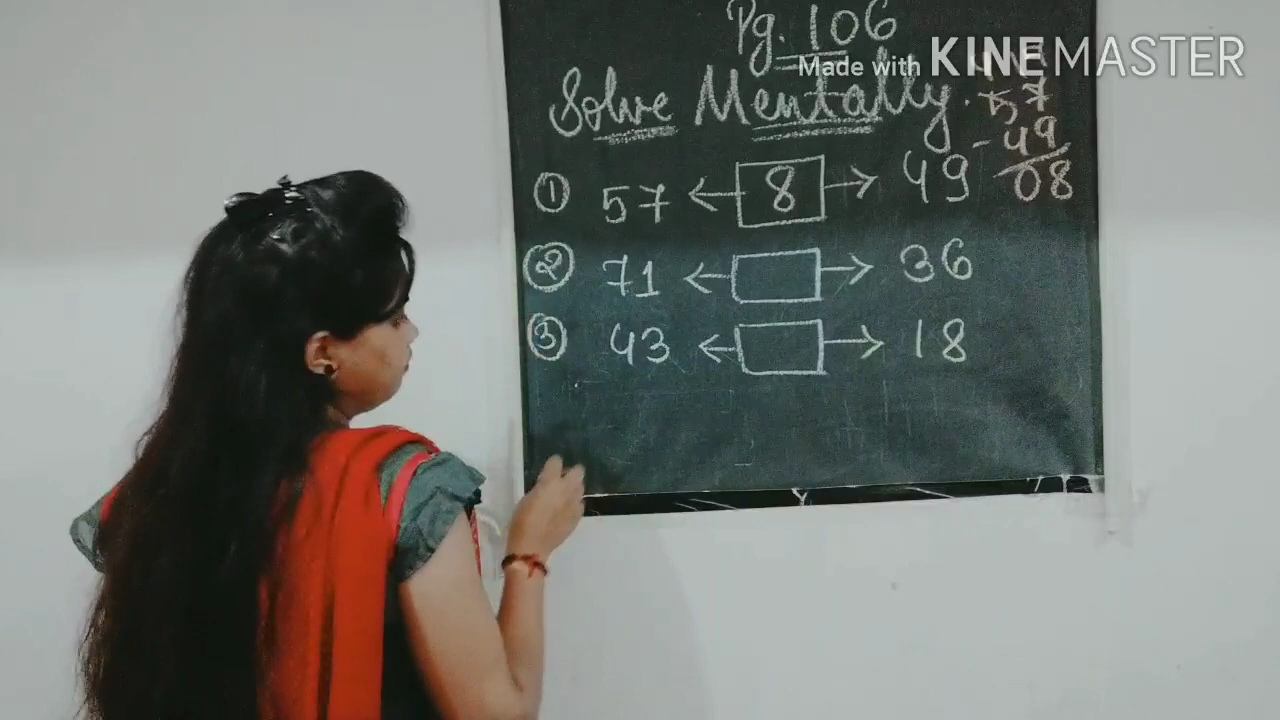 Pg. 106
Made with KINEMASTER
Solve Mentally.
57
- 49
08
① 57 ← 8 → 49
② 71 ← → 36
③ 43 ← → 18